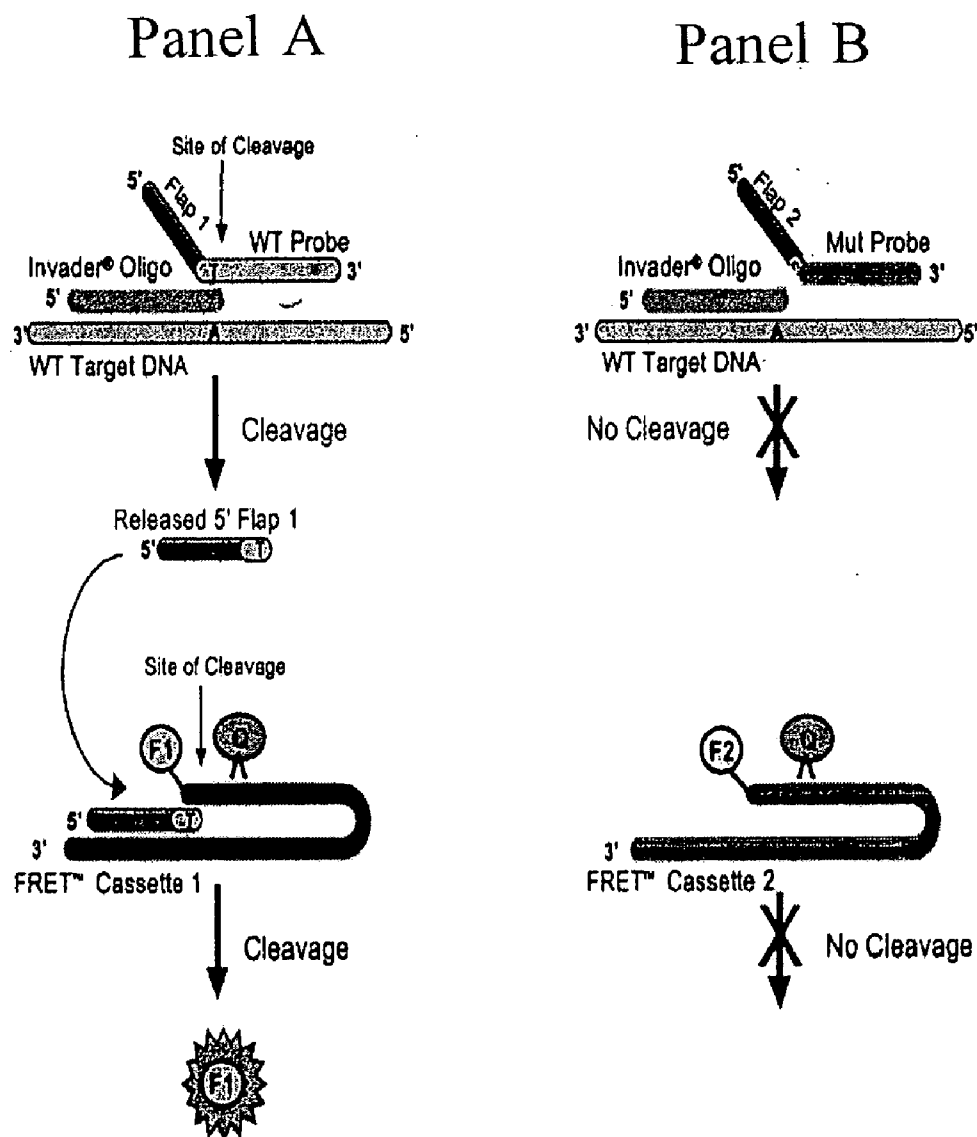 Panel A
Site of Cleavage
5'
Flap 1
WT Probe
T
3'
Invader® Oligo
5'
3'
A
5'
WT Target DNA
Cleavage
Released 5' Flap 1
5'
T
Site of Cleavage
F1
Q
5'
T
3'
FRET™ Cassette 1
Cleavage
F1
Panel B
5'
Flap 2
Mut Probe
3'
Invader® Oligo
5'
3'
A
5'
WT Target DNA
No Cleavage
F2
Q
3'
FRET™ Cassette 2
No Cleavage